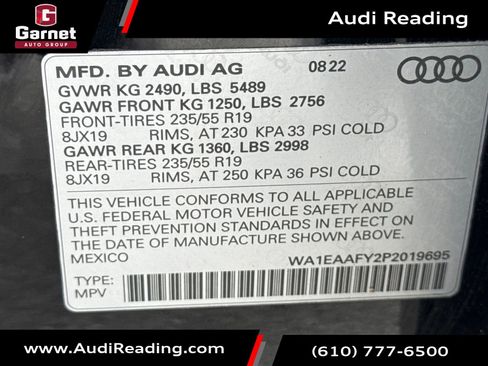 Garnet
AUTO GROUP
Audi Reading
MFD. BY AUDI AG 08/22
GVWR KG 2490, LBS 5489
GAWR FRONT KG 1250, LBS 2756
FRONT-TIRES 235/55 R19
8JX19 RIMS, AT 230 KPA 33 PSI COLD
GAWR REAR KG 1360, LBS 2998
REAR-TIRES 235/55 R19
8JX19 RIMS, AT 250 KPA 36 PSI COLD
THIS VEHICLE CONFORMS TO ALL APPLICABLE
U.S. FEDERAL MOTOR VEHICLE SAFETY AND
THEFT PREVENTION STANDARDS IN EFFECT ON
THE DATE OF MANUFACTURE SHOWN ABOVE.
MEXICO WA1EAAFY2P2019695
TYPE:
MPV
www.AudiReading.com
(610) 777-6500